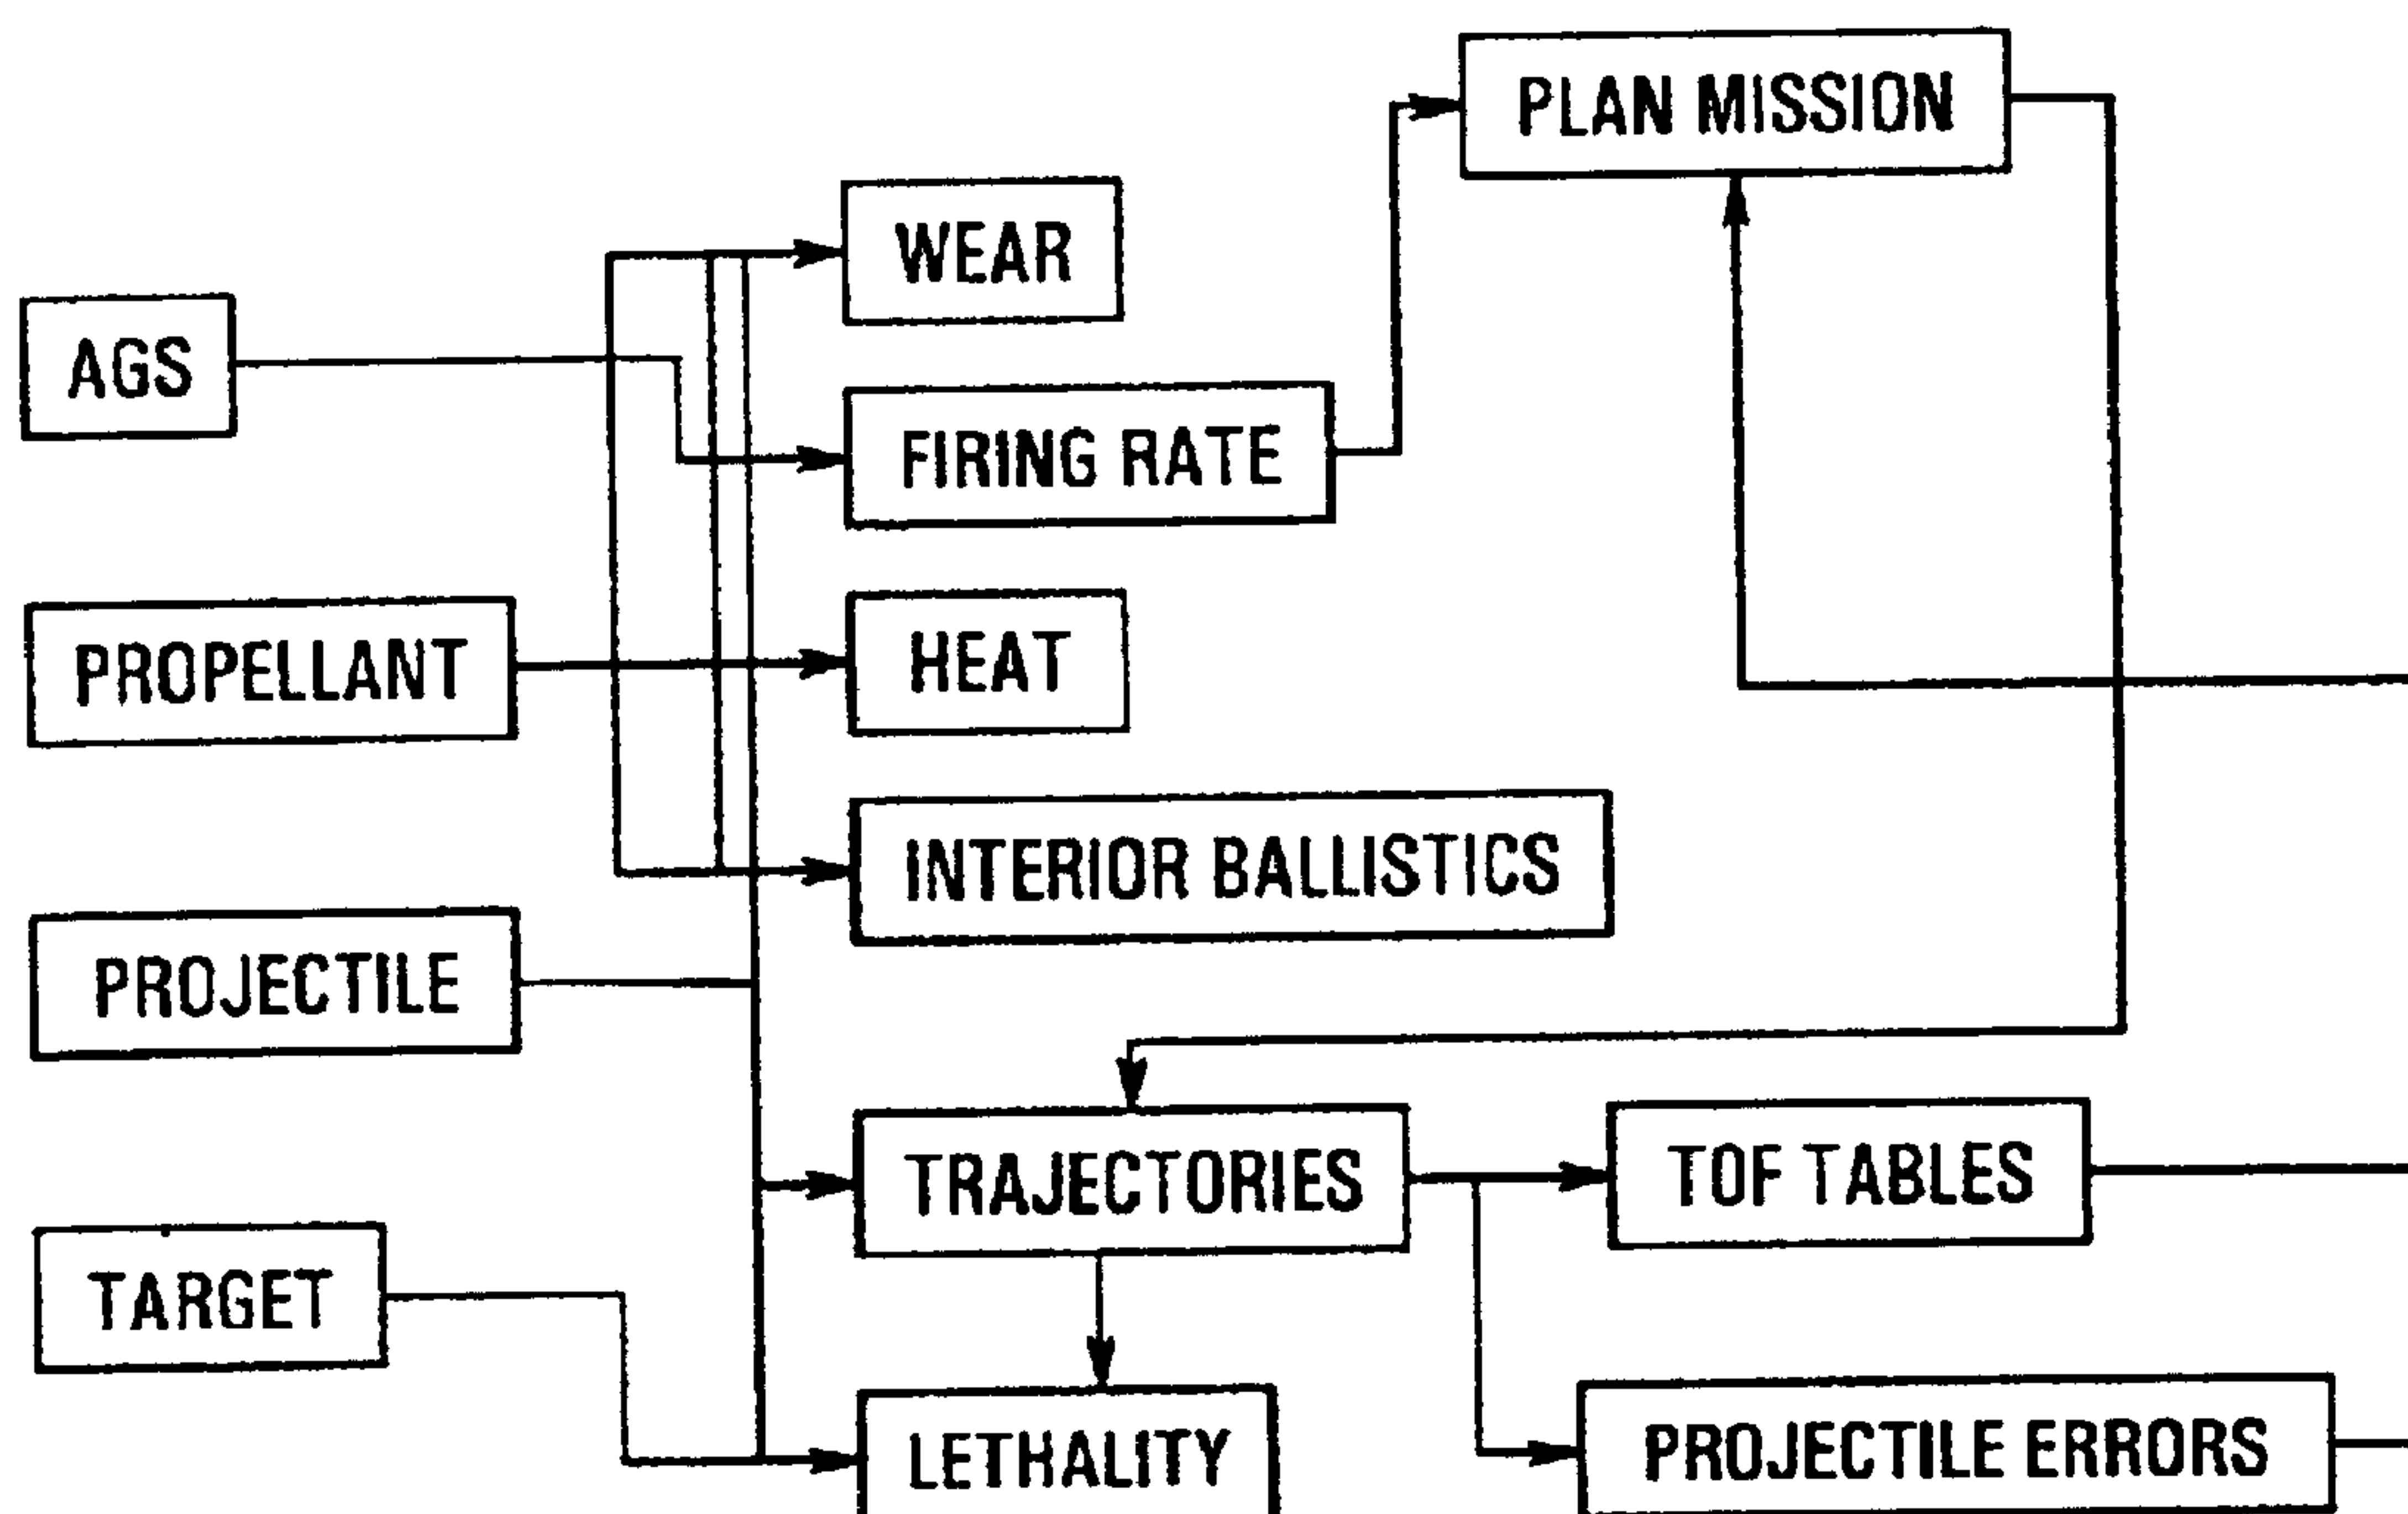 PLAN MISSION
WEAR
AGS
FIRING RATE
PROPELLANT
HEAT
INTERIOR BALLISTICS
PROJECTILE
TRAJECTORIES
TOF TABLES
TARGET
LETHALITY
PROJECTILE ERRORS